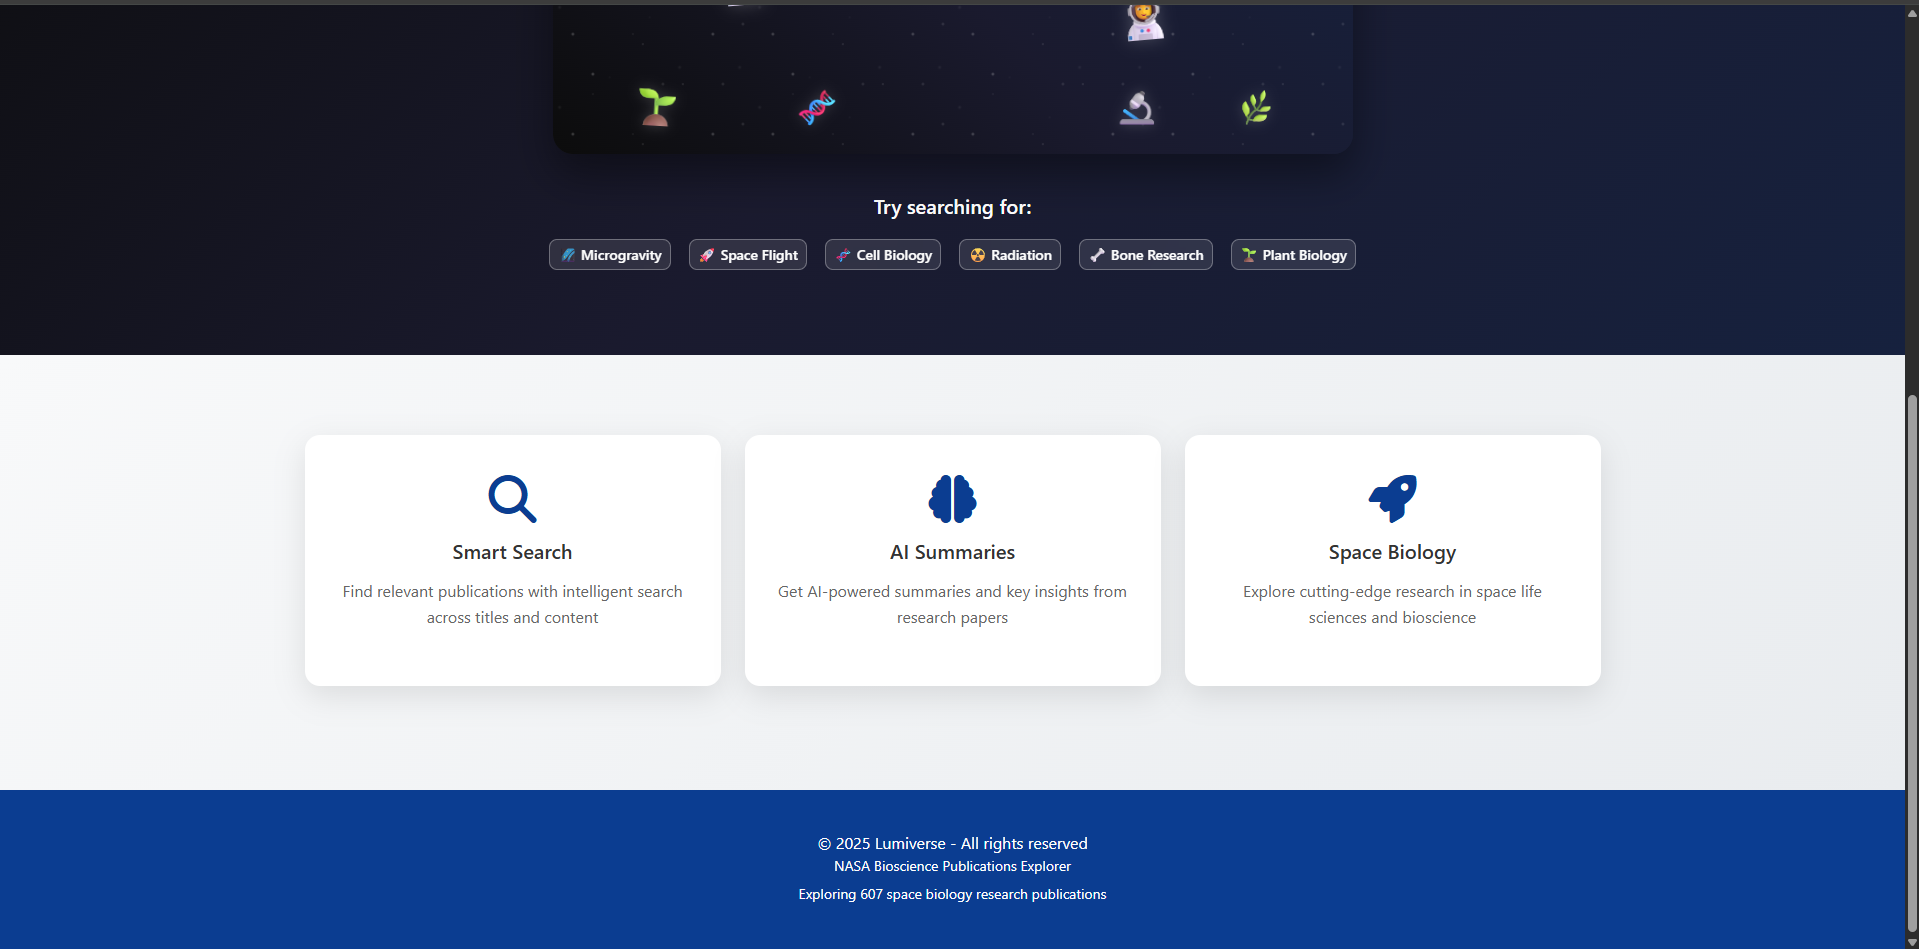 Try searching for:
Microgravity
Space Flight
Cell Biology
Radiation
Bone Research
Plant Biology
Smart Search
Find relevant publications with intelligent search
across titles and content
AI Summaries
Get AI-powered summaries and key insights from
research papers
Space Biology
Explore cutting-edge research in space life
sciences and bioscience
© 2025 Lumiverse - All rights reserved
NASA Bioscience Publications Explorer
Exploring 607 space biology research publications